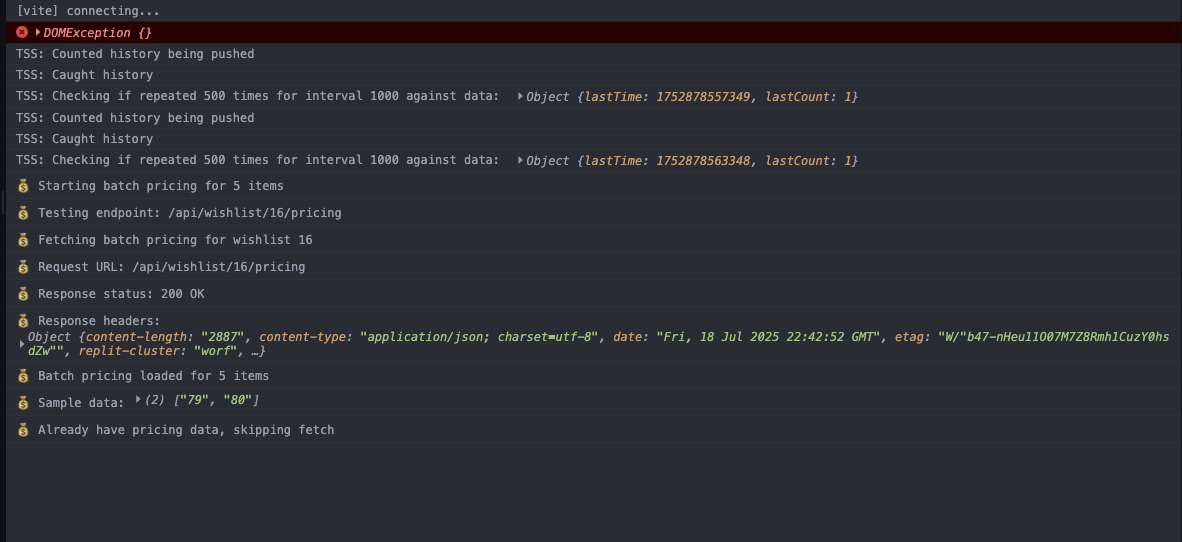 [vite] connecting...
DOMException {}
TSS: Counted history being pushed
TSS: Caught history
TSS: Checking if repeated 500 times for interval 1000 against data: Object {lastTime: 1752878557349, lastCount: 1}
TSS: Counted history being pushed
TSS: Caught history
TSS: Checking if repeated 500 times for interval 1000 against data: Object {lastTime: 1752878563348, lastCount: 1}
Starting batch pricing for 5 items
Testing endpoint: /api/wishlist/16/pricing
Fetching batch pricing for wishlist 16
Request URL: /api/wishlist/16/pricing
Response status: 200 OK
Response headers:
Object {content-length: "2887", content-type: "application/json; charset=utf-8", date: "Fri, 18 Jul 2025 22:42:52 GMT", etag: "W/"b47-nHeu11O07M7Z8Rmh1CuzY0hs
dZw"", replit-cluster: "worf", …}
Batch pricing loaded for 5 items
Sample data: (2) ["79", "80"]
Already have pricing data, skipping fetch